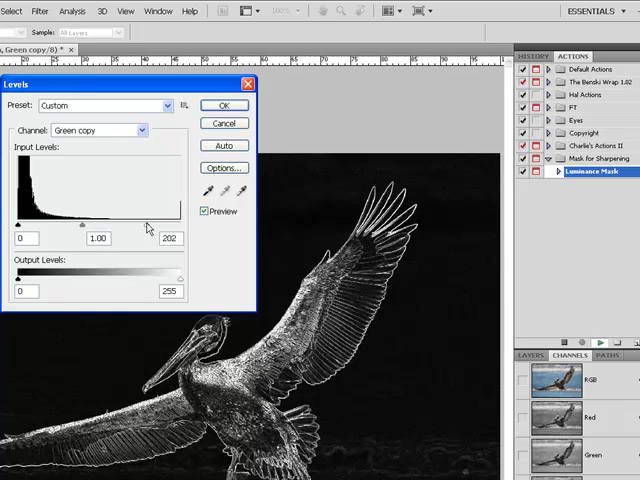 Select Filter Analysis 3D View Window Help 100% ESSENTIALS
Sample: All Layers
, Green copy/8) * ×
Levels
Preset: Custom OK
Channel: Green copy Cancel
Input Levels: Auto
Options...
Preview
0 1.00 202
Output Levels:
0 255
HISTORY ACTIONS
Default Actions
The Benski Wrap 1.02
Hal Actions
FT
Eyes
Copyright
Charlie's Actions II
Mask for Sharpening
Luminance Mask
LAYERS CHANNELS PATHS
RGB
Red
Green